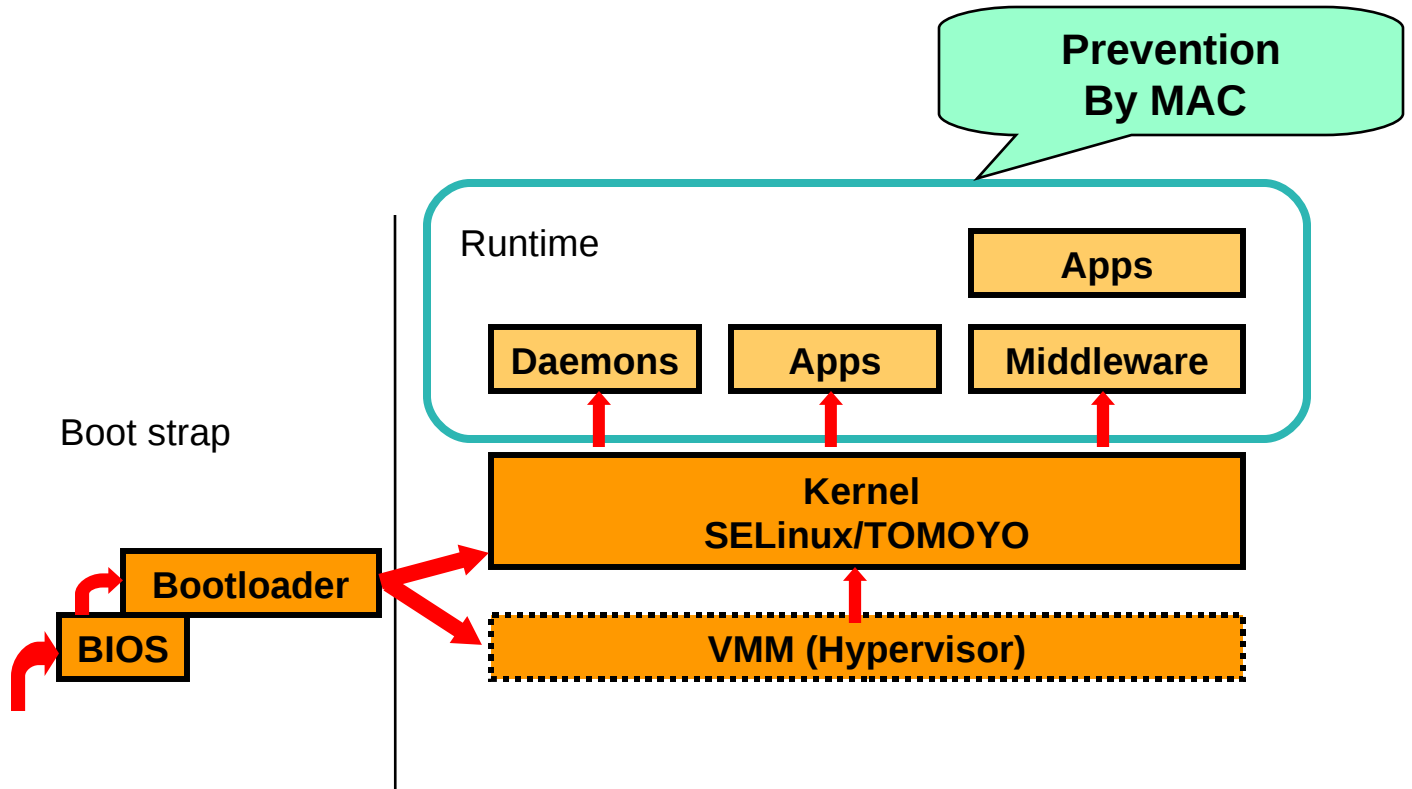 Prevention
By MAC
Runtime
Apps
Daemons
Apps
Middleware
Boot strap
Kernel
SELinux/TOMOYO
Bootloader
BIOS
VMM (Hypervisor)